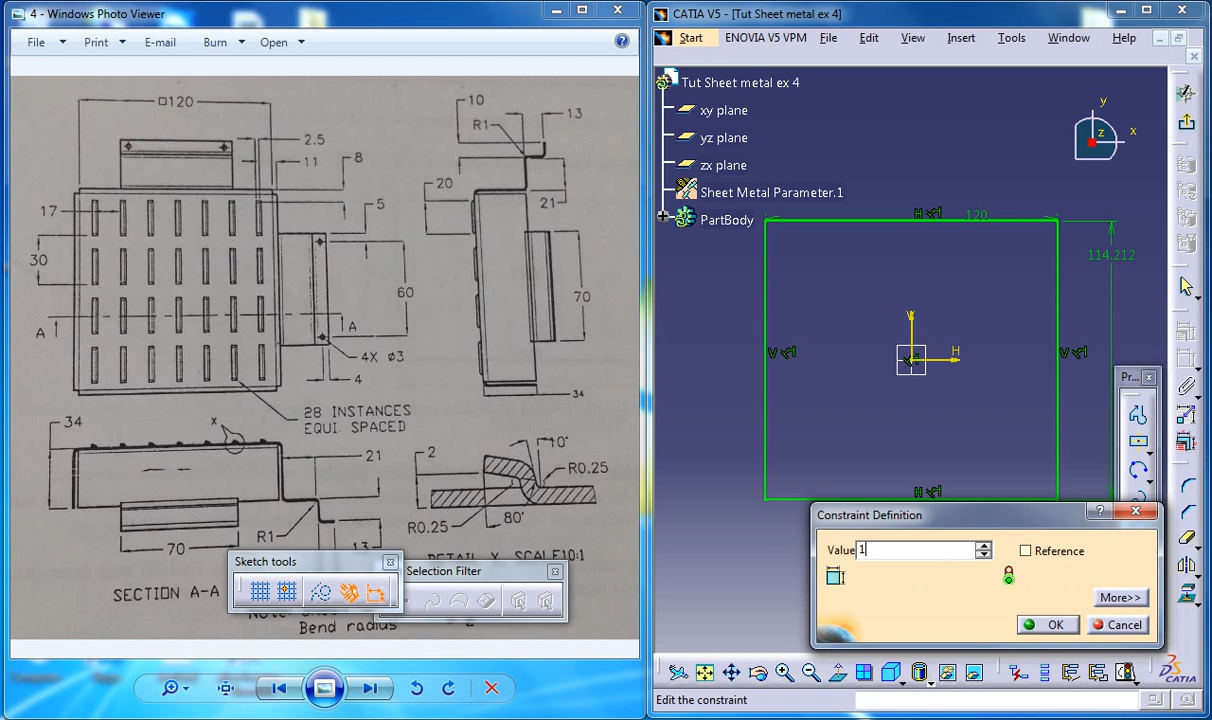 4 - Windows Photo Viewer
File Print E-mail Burn Open
□120
2.5
11
8
17
5
30
60
A
A
4X ø3
4
28 INSTANCES
EQUI. SPACED
10
13
R1
20
21
70
34
34
x
21
R1
70
13
SECTION A-A
2
10°
R0.25
R0.25
80°
DETAIL X SCALE 10:1
Bend radius
Sketch tools
Selection Filter
CATIA V5 - [Tut Sheet metal ex 4]
Start ENOVIA V5 VPM File Edit View Insert Tools Window Help
Tut Sheet metal ex 4
xy plane
yz plane
zx plane
Sheet Metal Parameter.1
PartBody
y
x
z
H
120
114.212
V
V
V
H
H
Pr...
Constraint Definition
Value 1
Reference
More>>
OK Cancel
CATIA
Edit the constraint